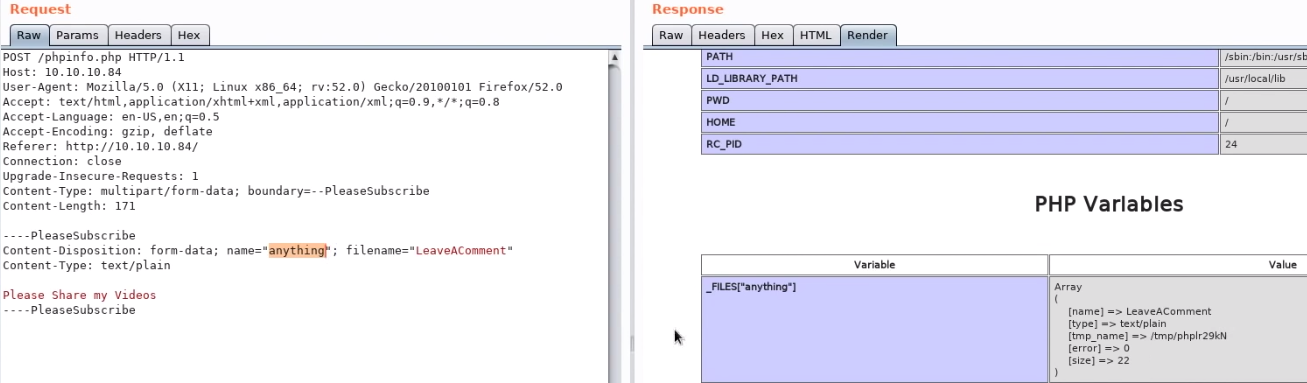 Request
Raw Params Headers Hex
POST /phpinfo.php HTTP/1.1
Host: 10.10.10.84
User-Agent: Mozilla/5.0 (X11; Linux x86_64; rv:52.0) Gecko/20100101 Firefox/52.0
Accept: text/html,application/xhtml+xml,application/xml;q=0.9,*/*;q=0.8
Accept-Language: en-US,en;q=0.5
Accept-Encoding: gzip, deflate
Referer: http://10.10.10.84/
Connection: close
Upgrade-Insecure-Requests: 1
Content-Type: multipart/form-data; boundary=--PleaseSubscribe
Content-Length: 171
----PleaseSubscribe
Content-Disposition: form-data; name="anything"; filename="LeaveAComment"
Content-Type: text/plain
Please Share my Videos
----PleaseSubscribe
Response
Raw Headers Hex HTML Render
PATH /sbin:/bin:/usr/sb
LD_LIBRARY_PATH /usr/local/lib
PWD /
HOME /
RC_PID 24
PHP Variables
Variable Value
_FILES["anything"] Array
(
[name] => LeaveAComment
[type] => text/plain
[tmp_name] => /tmp/phplr29kN
[error] => 0
[size] => 22
)